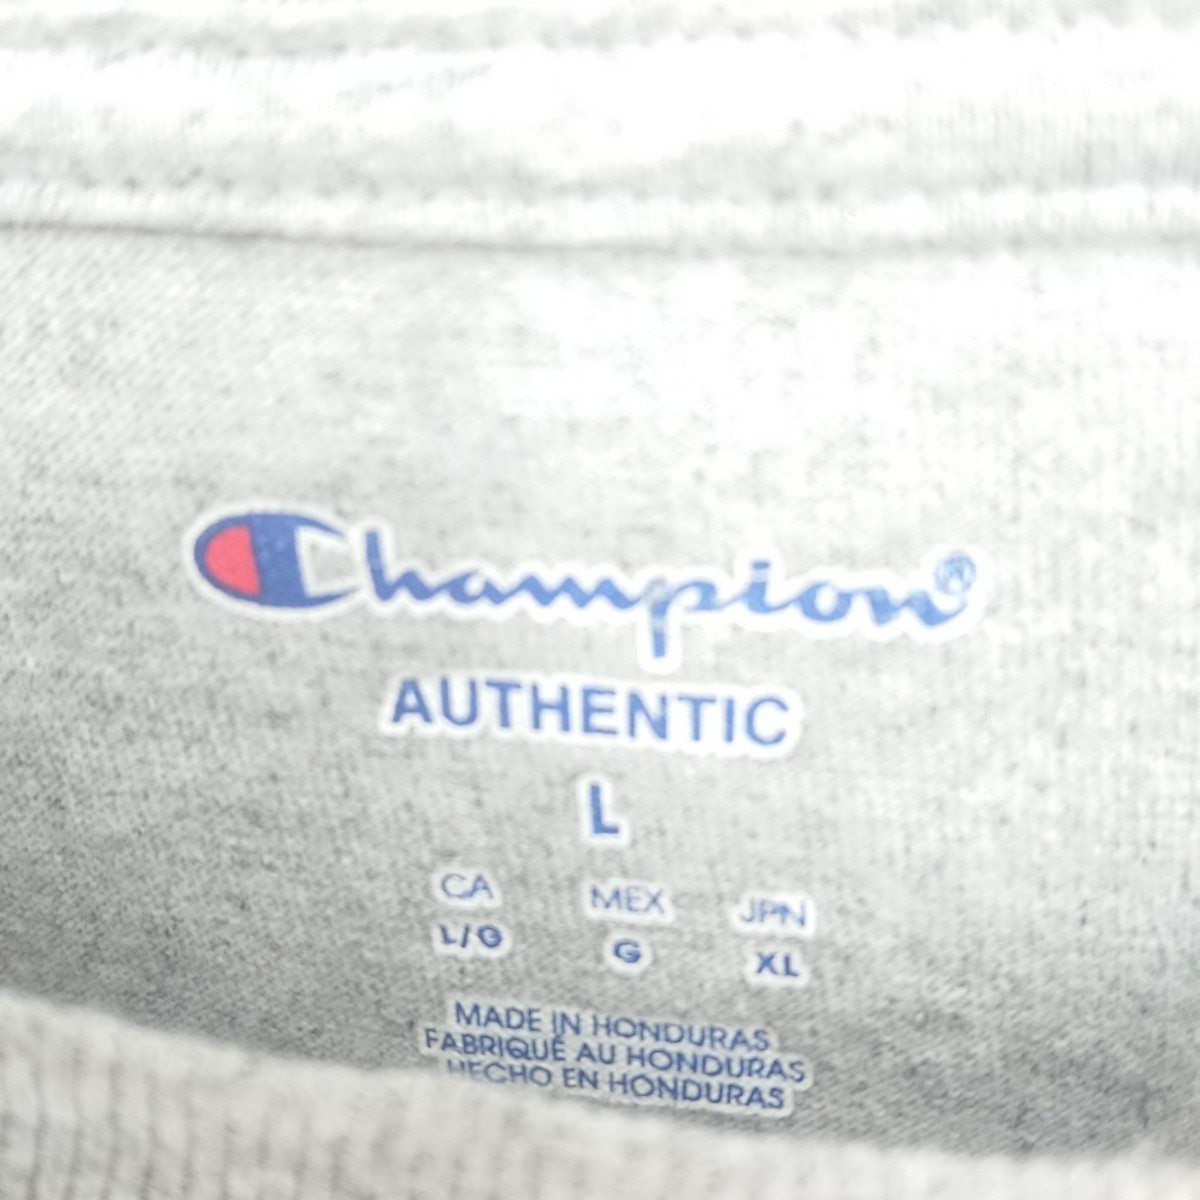 Champion®
AUTHENTIC
L
CA MEX JPN
L/G G XL
MADE IN HONDURAS
FABRIQUÉ AU HONDURAS
HECHO EN HONDURAS